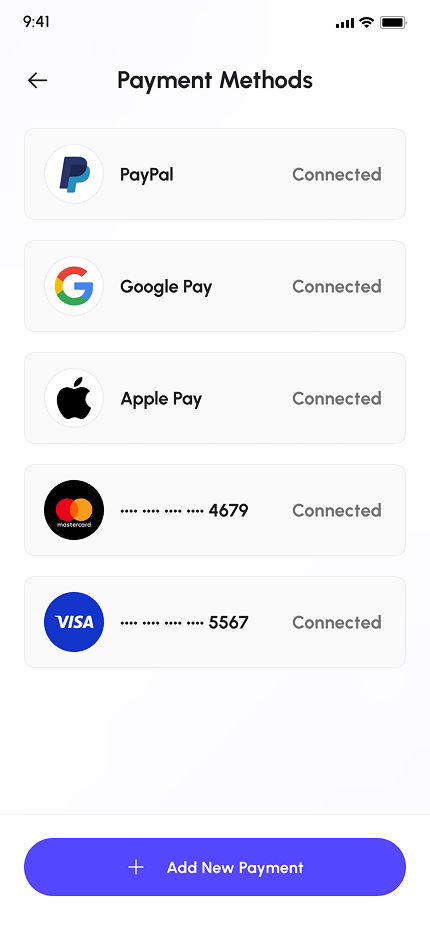 9:41
Payment Methods
PayPal Connected
Google Pay Connected
Apple Pay Connected
mastercard •••• •••• •••• •••• 4679 Connected
VISA •••• •••• •••• •••• 5567 Connected
Add New Payment